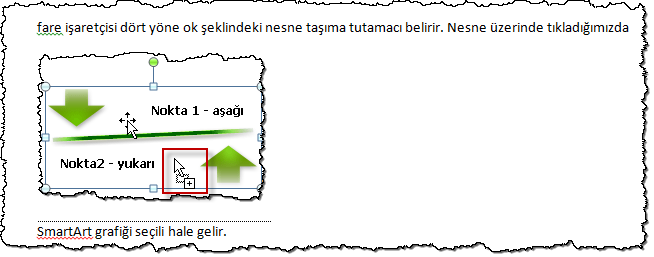 fare işaretçisi dört yöne ok şeklindeki nesne taşıma tutamacı belirir. Nesne üzerinde tıkladığımızda
Nokta 1 - aşağı
Nokta2 - yukarı
SmartArt grafiği seçili hale gelir.